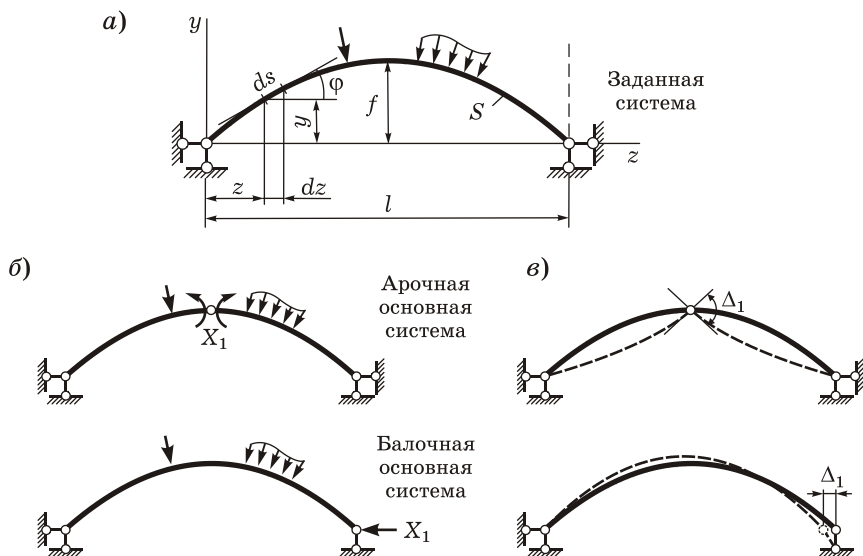 а)
y
ds
φ
y
f
S
Заданная
система
z
z
dz
l
б)
X1
Арочная
основная
система
в)
Δ1
Балочная
основная
система
X1
Δ1